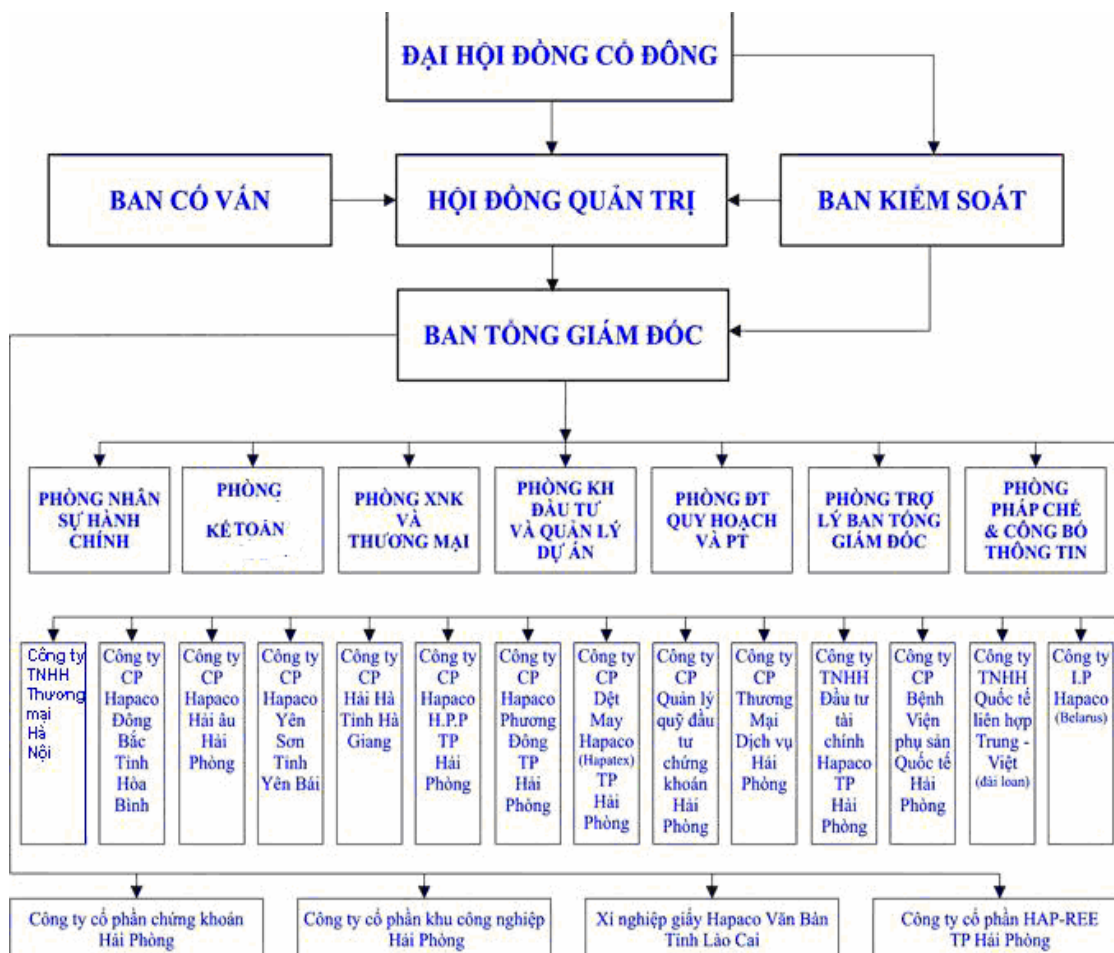 ĐẠI HỘI ĐỒNG CỔ ĐÔNG
BAN CỐ VẤN
HỘI ĐỒNG QUẢN TRỊ
BAN KIỂM SOÁT
BAN TỔNG GIÁM ĐỐC
PHÒNG NHÂN
SỰ HÀNH
CHÍNH
PHÒNG
KẾ TOÁN
PHÒNG XNK
VÀ
THƯƠNG MẠI
PHÒNG KH
ĐẦU TƯ
VÀ QUẢN LÝ
DỰ ÁN
PHÒNG ĐT
QUY HOẠCH
VÀ PT
PHÒNG TRỢ
LÝ BAN TỔNG
GIÁM ĐỐC
PHÒNG
PHÁP CHẾ
& CÔNG BỐ
THÔNG TIN
Công ty
TNHH
Thương
mại
Hà
Nội
Công ty
CP
Hapaco
Đông
Bắc
Tỉnh
Hòa
Bình
Công ty
CP
Hapaco
Hải âu
Hải
Phòng
Công ty
CP
Hapaco
Yên
Sơn
Tỉnh
Yên Bái
Công ty
CP
Hải Hà
Tỉnh Hà
Giang
Công ty
CP
Hapaco
H.P.P
TP
Hải
Phòng
Công ty
CP
Hapaco
Phương
Đông
TP
Hải
Phòng
Công ty
CP
Dệt
May
Hapaco
(Hapatex)
TP
Hải
Phòng
Công ty
CP
Quản lý
quỹ đầu
tư
chứng
khoán
Hải
Phòng
Công ty
CP
Thương
Mại
Dịch vụ
Hải
Phòng
Công ty
TNHH
Đầu tư
tài
chính
Hapaco
TP
Hải
Phòng
Công ty
CP
Bệnh
Viện
phụ sản
Quốc tế
Hải
Phòng
Công ty
TNHH
Quốc tế
liên hợp
Trung -
Việt
(đài loan)
Công ty
LP
Hapaco
(Belarus)
Công ty cổ phần chứng khoán
Hải Phòng
Công ty cổ phần khu công nghiệp
Hải Phòng
Xí nghiệp giấy Hapaco Văn Bàn
Tỉnh Lào Cai
Công ty cổ phần HAP-REE
TP Hải Phòng